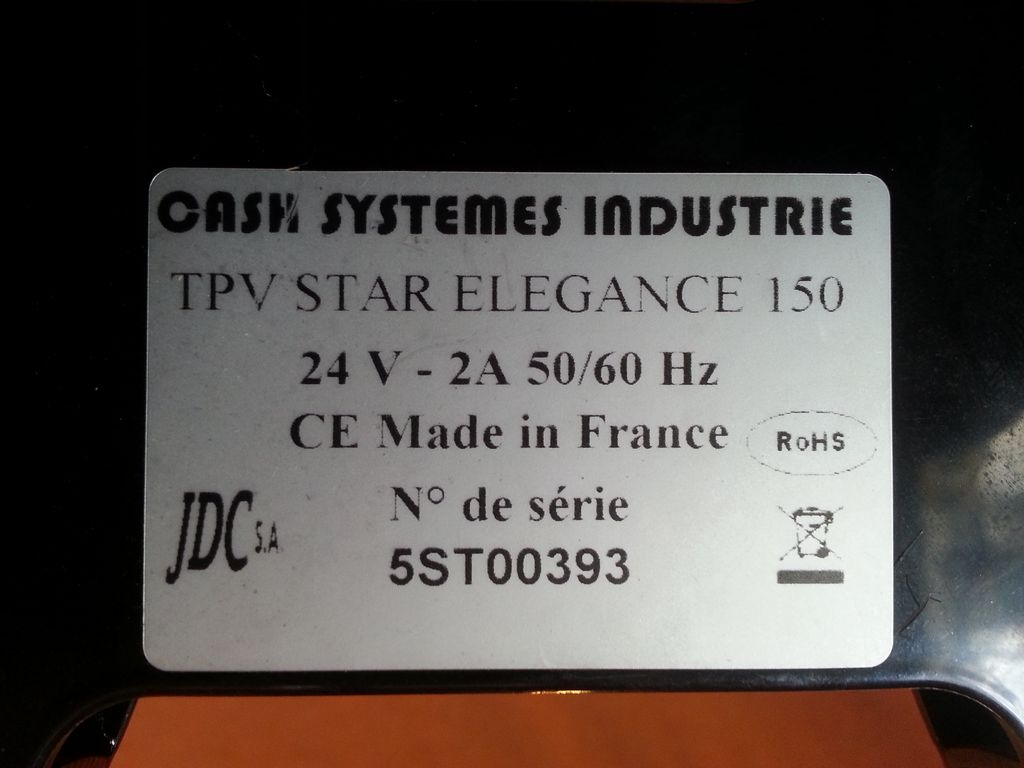 CASH SYSTEMES INDUSTRIE
TPV STAR ELEGANCE 150
24 V - 2A 50/60 Hz
CE Made in France
RoHS
N° de série
JDC S.A.
5ST00393